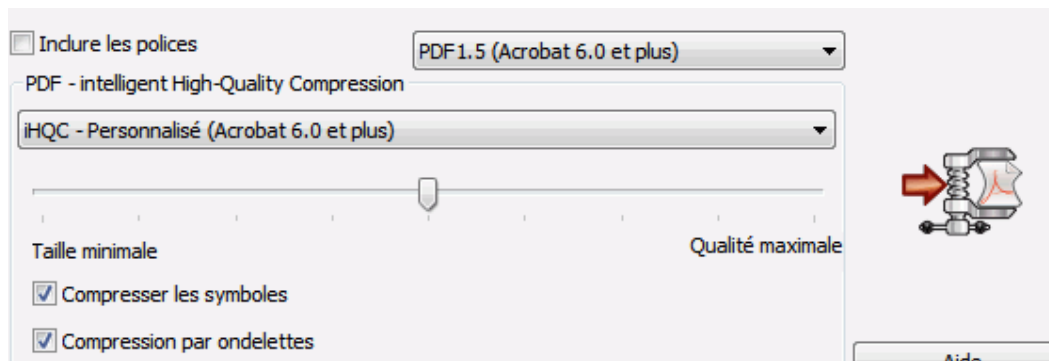 Inclure les polices
PDF1.5 (Acrobat 6.0 et plus)
PDF - intelligent High-Quality Compression
iHQC - Personnalisé (Acrobat 6.0 et plus)
Taille minimale
Qualité maximale
Compresser les symboles
Compression par ondelettes
Aide